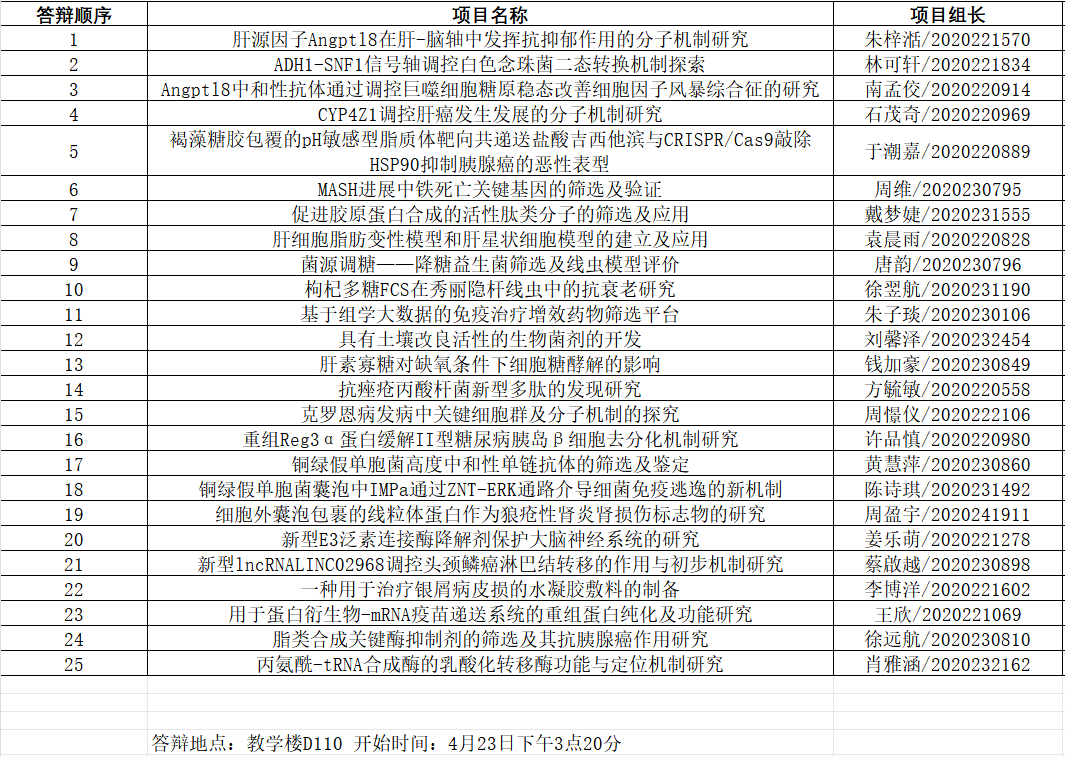 答辩顺序 项目名称 项目组长
1 肝源因子Angptl8在肝-脑轴中发挥抗抑郁作用的分子机制研究 朱梓湉/2020221570
2 ADH1-SNF1信号轴调控白色念珠菌二态转换机制探索 林可轩/2020221834
3 Angptl8中和性抗体通过调控巨噬细胞糖原稳态改善细胞因子风暴综合征的研究 南孟佼/2020220914
4 CYP4Z1调控肝癌发生发展的分子机制研究 石茂奇/2020220969
5 褐藻糖胶包覆的pH敏感型脂质体靶向共递送盐酸吉西他滨与CRISPR/Cas9敲除
HSP90抑制胰腺癌的恶性表型 于潮嘉/2020220889
6 MASH进展中铁死亡关键基因的筛选及验证 周维/2020230795
7 促进胶原蛋白合成的活性肽类分子的筛选及应用 戴梦婕/2020231555
8 肝细胞脂肪变性模型和肝星状细胞模型的建立及应用 袁晨雨/2020220828
9 菌源调糖——降糖益生菌筛选及线虫模型评价 唐韵/2020230796
10 枸杞多糖FCS在秀丽隐杆线虫中的抗衰老研究 徐翌航/2020231190
11 基于组学大数据的免疫治疗增效药物筛选平台 朱子琰/2020230106
12 具有土壤改良活性的生物菌剂的开发 刘馨泽/2020232454
13 肝素寡糖对缺氧条件下细胞糖酵解的影响 钱加豪/2020230849
14 抗痤疮丙酸杆菌新型多肽的发现研究 方毓敏/2020220558
15 克罗恩病发病中关键细胞群及分子机制的探究 周憬仪/2020222106
16 重组Reg3α蛋白缓解II型糖尿病胰岛β细胞去分化机制研究 许品慎/2020220980
17 铜绿假单胞菌高度中和性单链抗体的筛选及鉴定 黄慧萍/2020230860
18 铜绿假单胞菌囊泡中IMPa通过ZNT-ERK通路介导细菌免疫逃逸的新机制 陈诗琪/2020231492
19 细胞外囊泡包裹的线粒体蛋白作为狼疮性肾炎肾损伤标志物的研究 周盈宇/2020241911
20 新型E3泛素连接酶降解剂保护大脑神经系统的研究 姜乐萌/2020221278
21 新型lncRNALINC02968调控头颈鳞癌淋巴结转移的作用与初步机制研究 蔡啟越/2020230898
22 一种用于治疗银屑病皮损的水凝胶敷料的制备 李博洋/2020221602
23 用于蛋白衍生物-mRNA疫苗递送系统的重组蛋白纯化及功能研究 王欣/2020221069
24 脂类合成关键酶抑制剂的筛选及其抗胰腺癌作用研究 徐远航/2020230810
25 丙氨酰-tRNA合成酶的乳酸化转移酶功能与定位机制研究 肖雅涵/2020232162
答辩地点：教学楼D110 开始时间：4月23日下午3点20分